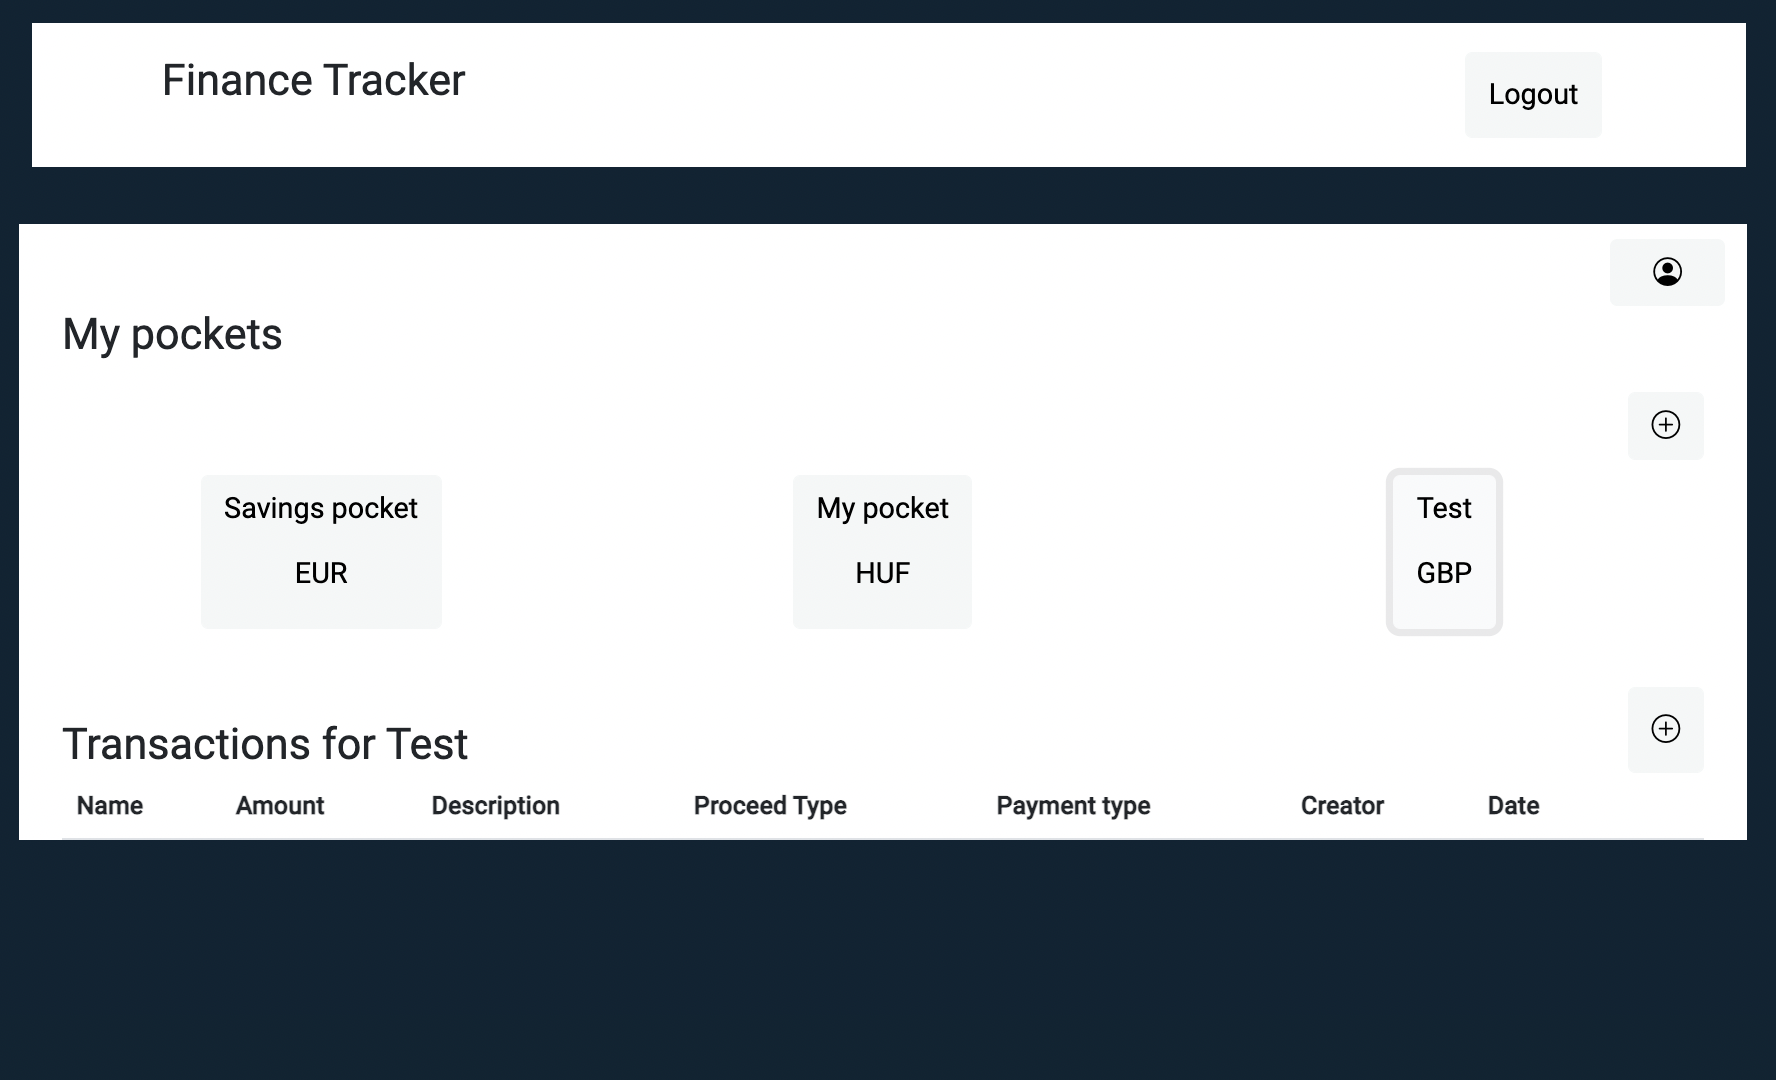 Finance Tracker
Logout
My pockets
Savings pocket
EUR
My pocket
HUF
Test
GBP
Transactions for Test
Name Amount Description Proceed Type Payment type Creator Date